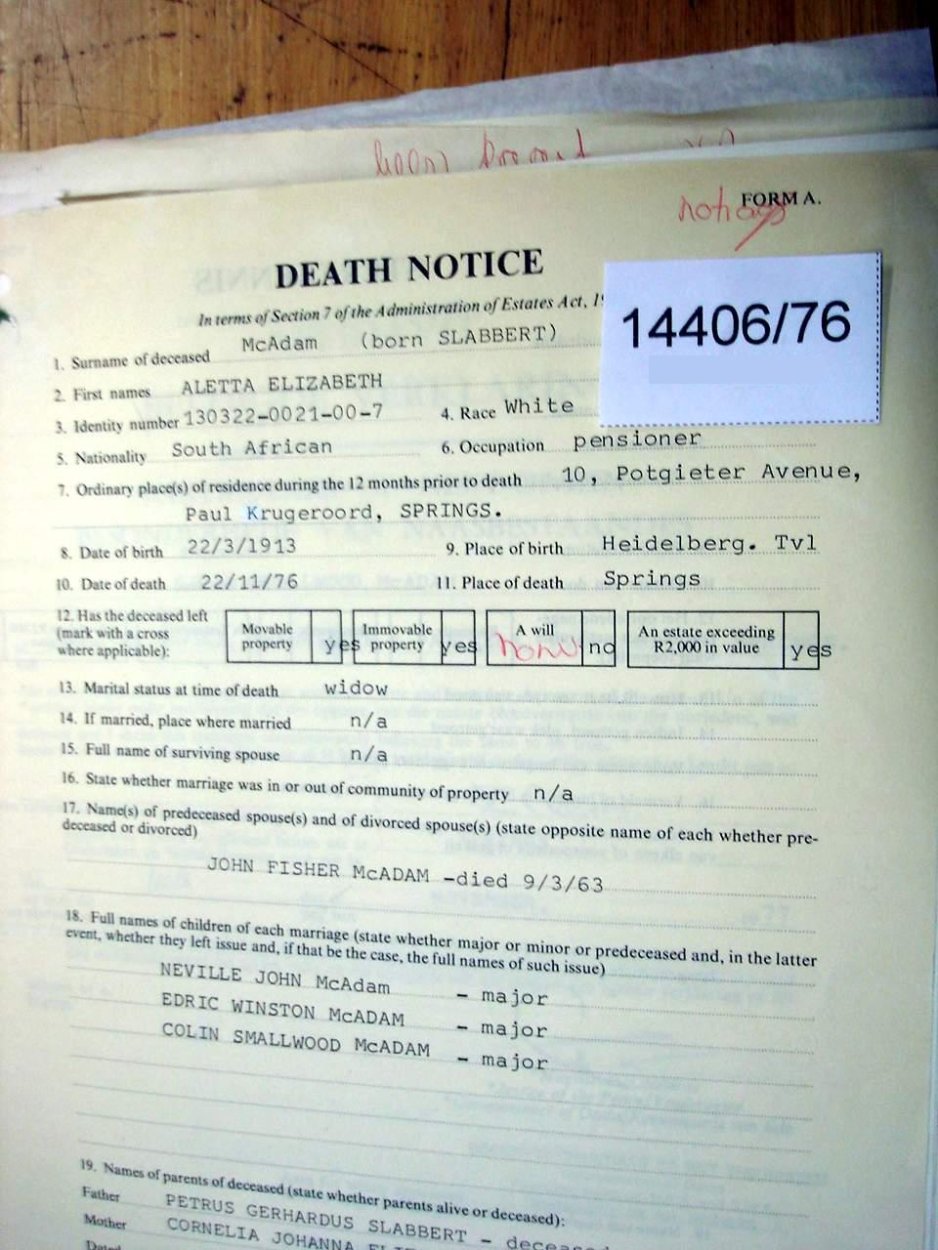 FORM A.
DEATH NOTICE
14406/76
In terms of Section 7 of the Administration of Estates Act,
1. Surname of deceased McAdam (born SLABBERT)
2. First names ALETTA ELIZABETH
3. Identity number 130322-0021-00-7 4. Race White
5. Nationality South African 6. Occupation pensioner
7. Ordinary place(s) of residence during the 12 months prior to death 10, Potgieter Avenue,
Paul Krugeroord, SPRINGS.
8. Date of birth 22/3/1913 9. Place of birth Heidelberg. Tvl
10. Date of death 22/11/76 11. Place of death Springs
12. Has the deceased left (mark with a cross where applicable): Movable property yes Immovable property yes A will no An estate exceeding R2,000 in value yes
13. Marital status at time of death widow
14. If married, place where married n/a
15. Full name of surviving spouse n/a
16. State whether marriage was in or out of community of property n/a
17. Name(s) of predeceased spouse(s) and of divorced spouse(s) (state opposite name of each whether pre-
deceased or divorced)
JOHN FISHER McADAM -died 9/3/63
18. Full names of children of each marriage (state whether major or minor or predeceased and, in the latter
event, whether they left issue and, if that be the case, the full names of such issue)
NEVILLE JOHN McAdam - major
EDRIC WINSTON McADAM - major
COLIN SMALLWOOD McADAM - major
19. Names of parents of deceased (state whether parents alive or deceased):
Father PETRUS GERHARDUS SLABBERT - deceased
Mother CORNELIA JOHANNA
Dated